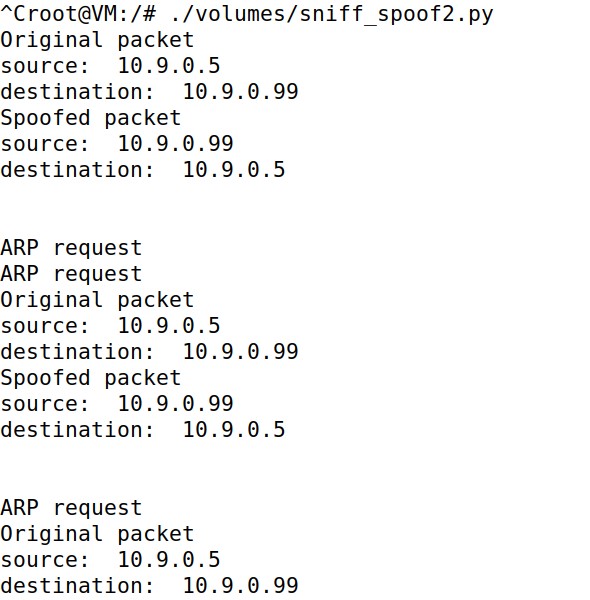 ^Croot@VM:/# ./volumes/sniff_spoof2.py
Original packet
source:  10.9.0.5
destination:  10.9.0.99
Spoofed packet
source:  10.9.0.99
destination:  10.9.0.5
ARP request
ARP request
Original packet
source:  10.9.0.5
destination:  10.9.0.99
Spoofed packet
source:  10.9.0.99
destination:  10.9.0.5
ARP request
Original packet
source:  10.9.0.5
destination:  10.9.0.99